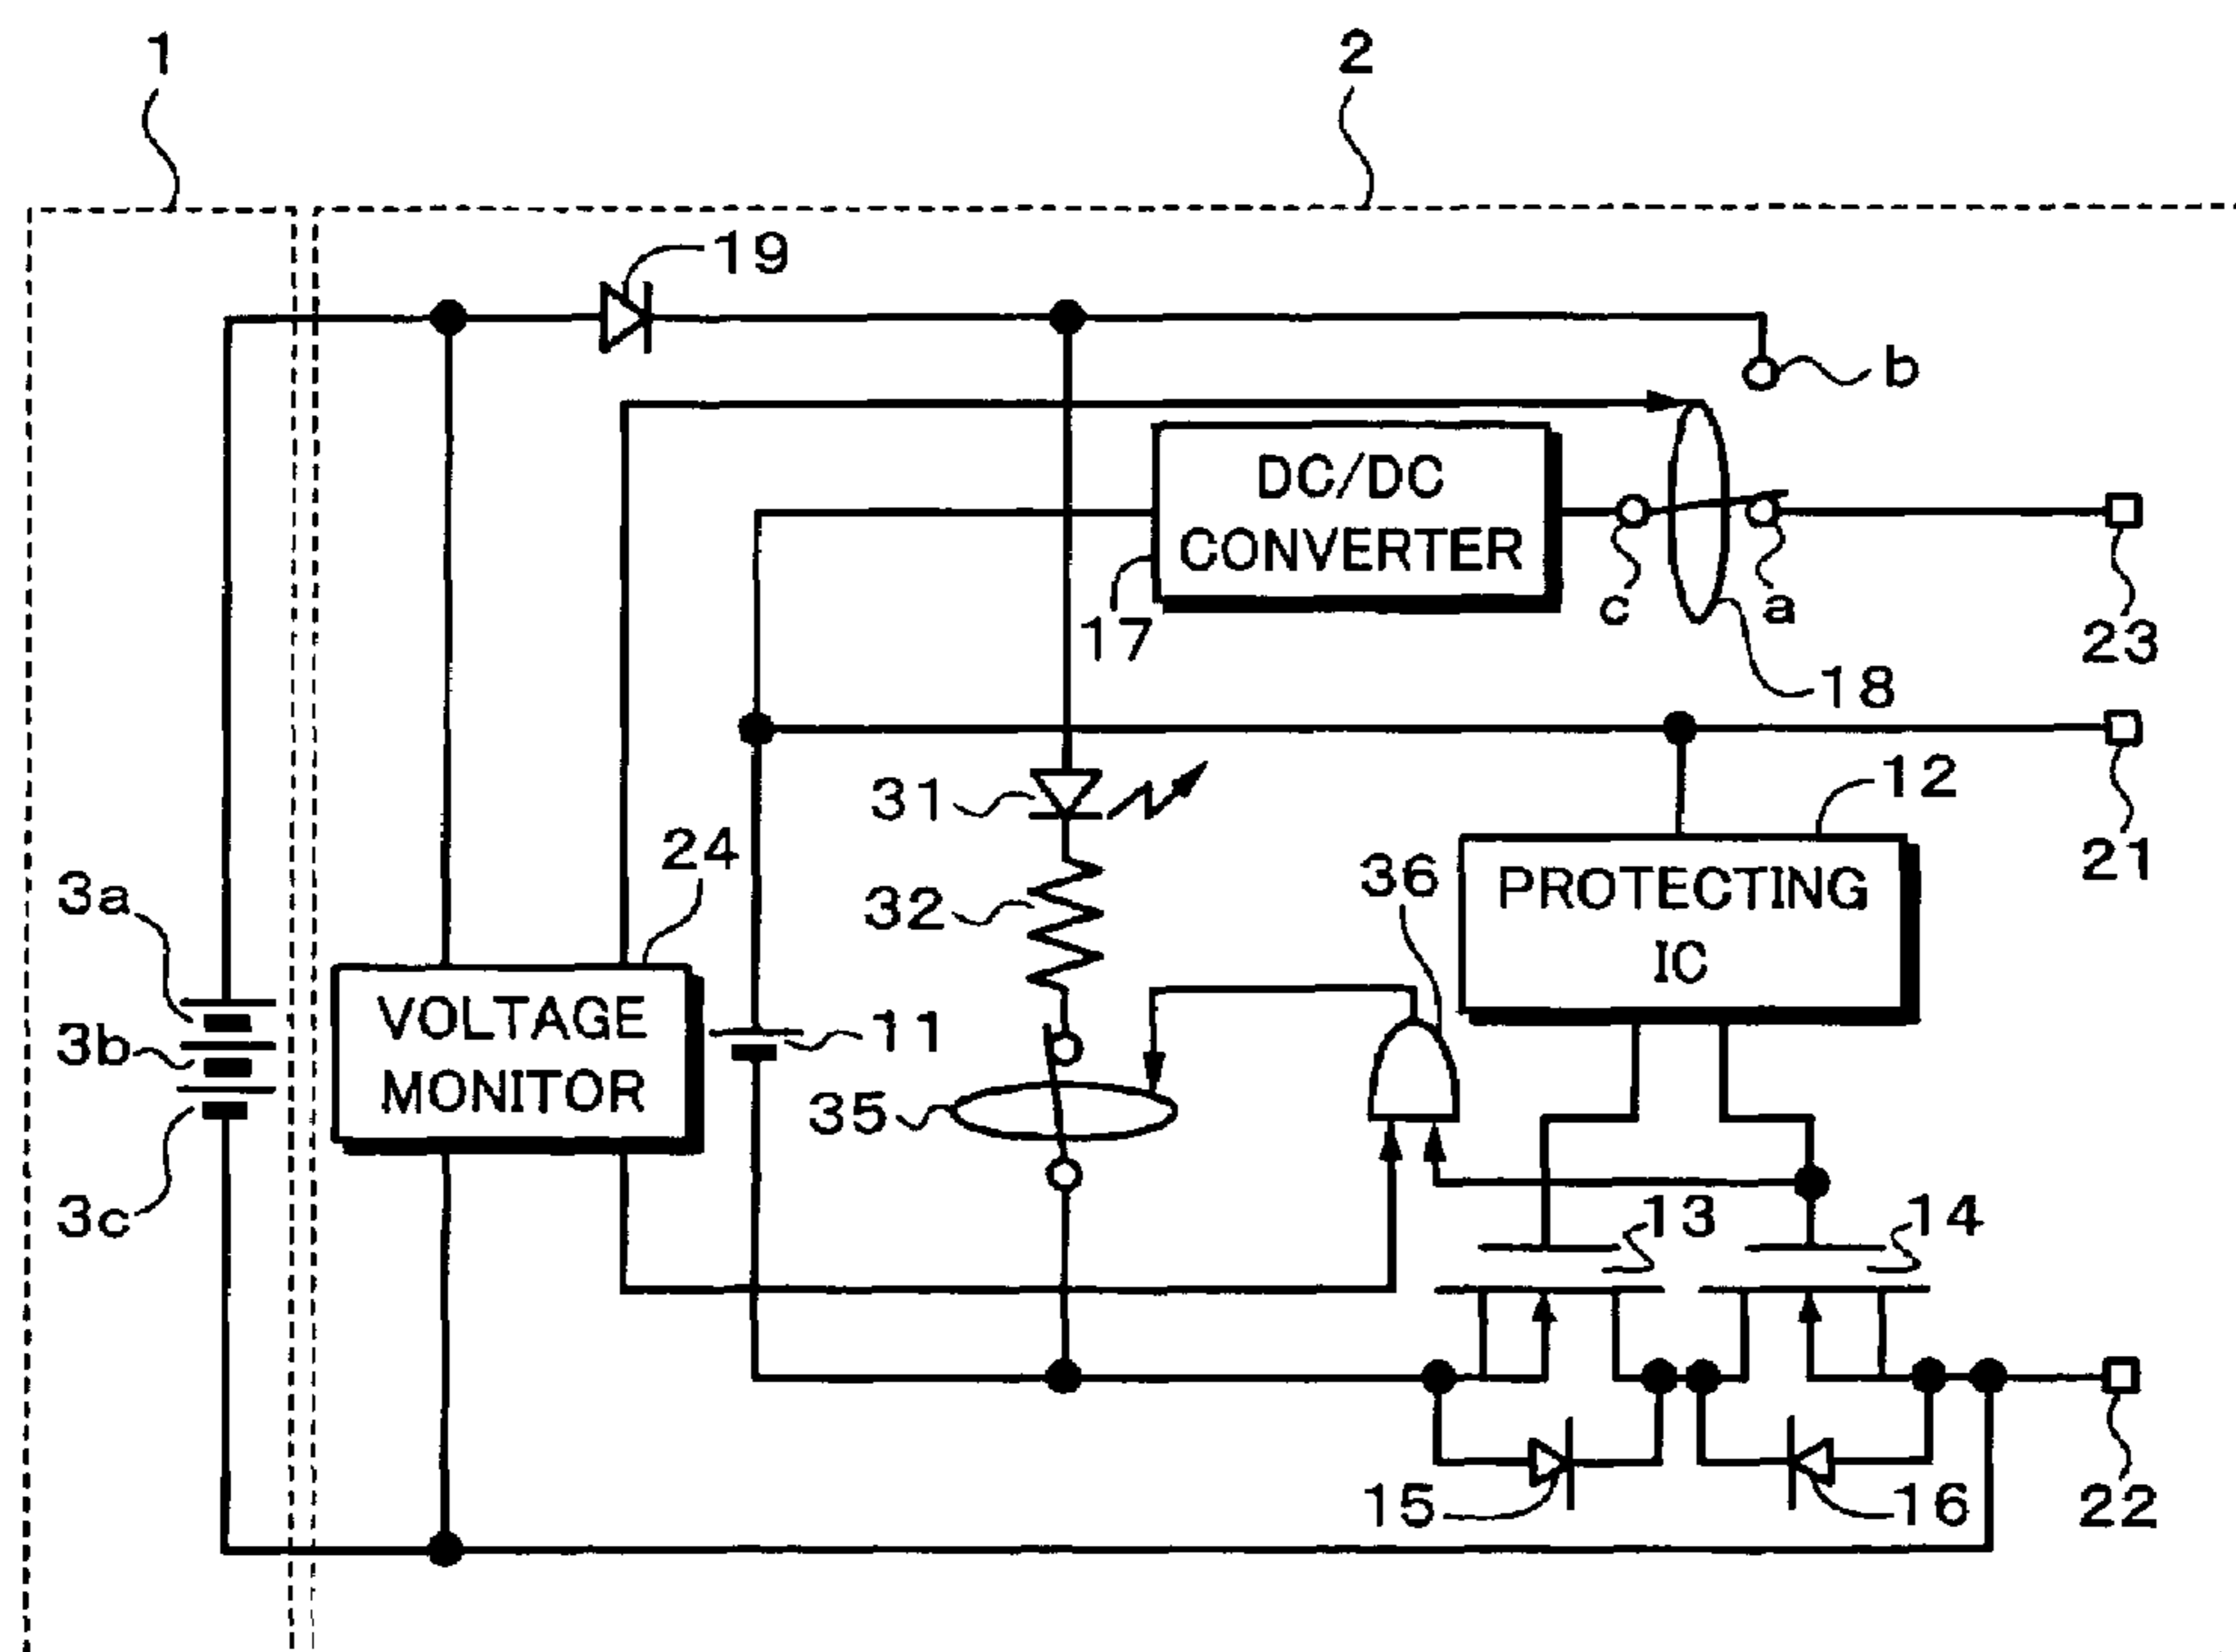 1
2
19
b
DC/DC
CONVERTER
c
a
17
23
18
31
12
24
21
36
3a
32
PROTECTING
IC
VOLTAGE
MONITOR
11
3b
35
3c
13
14
15
16
22